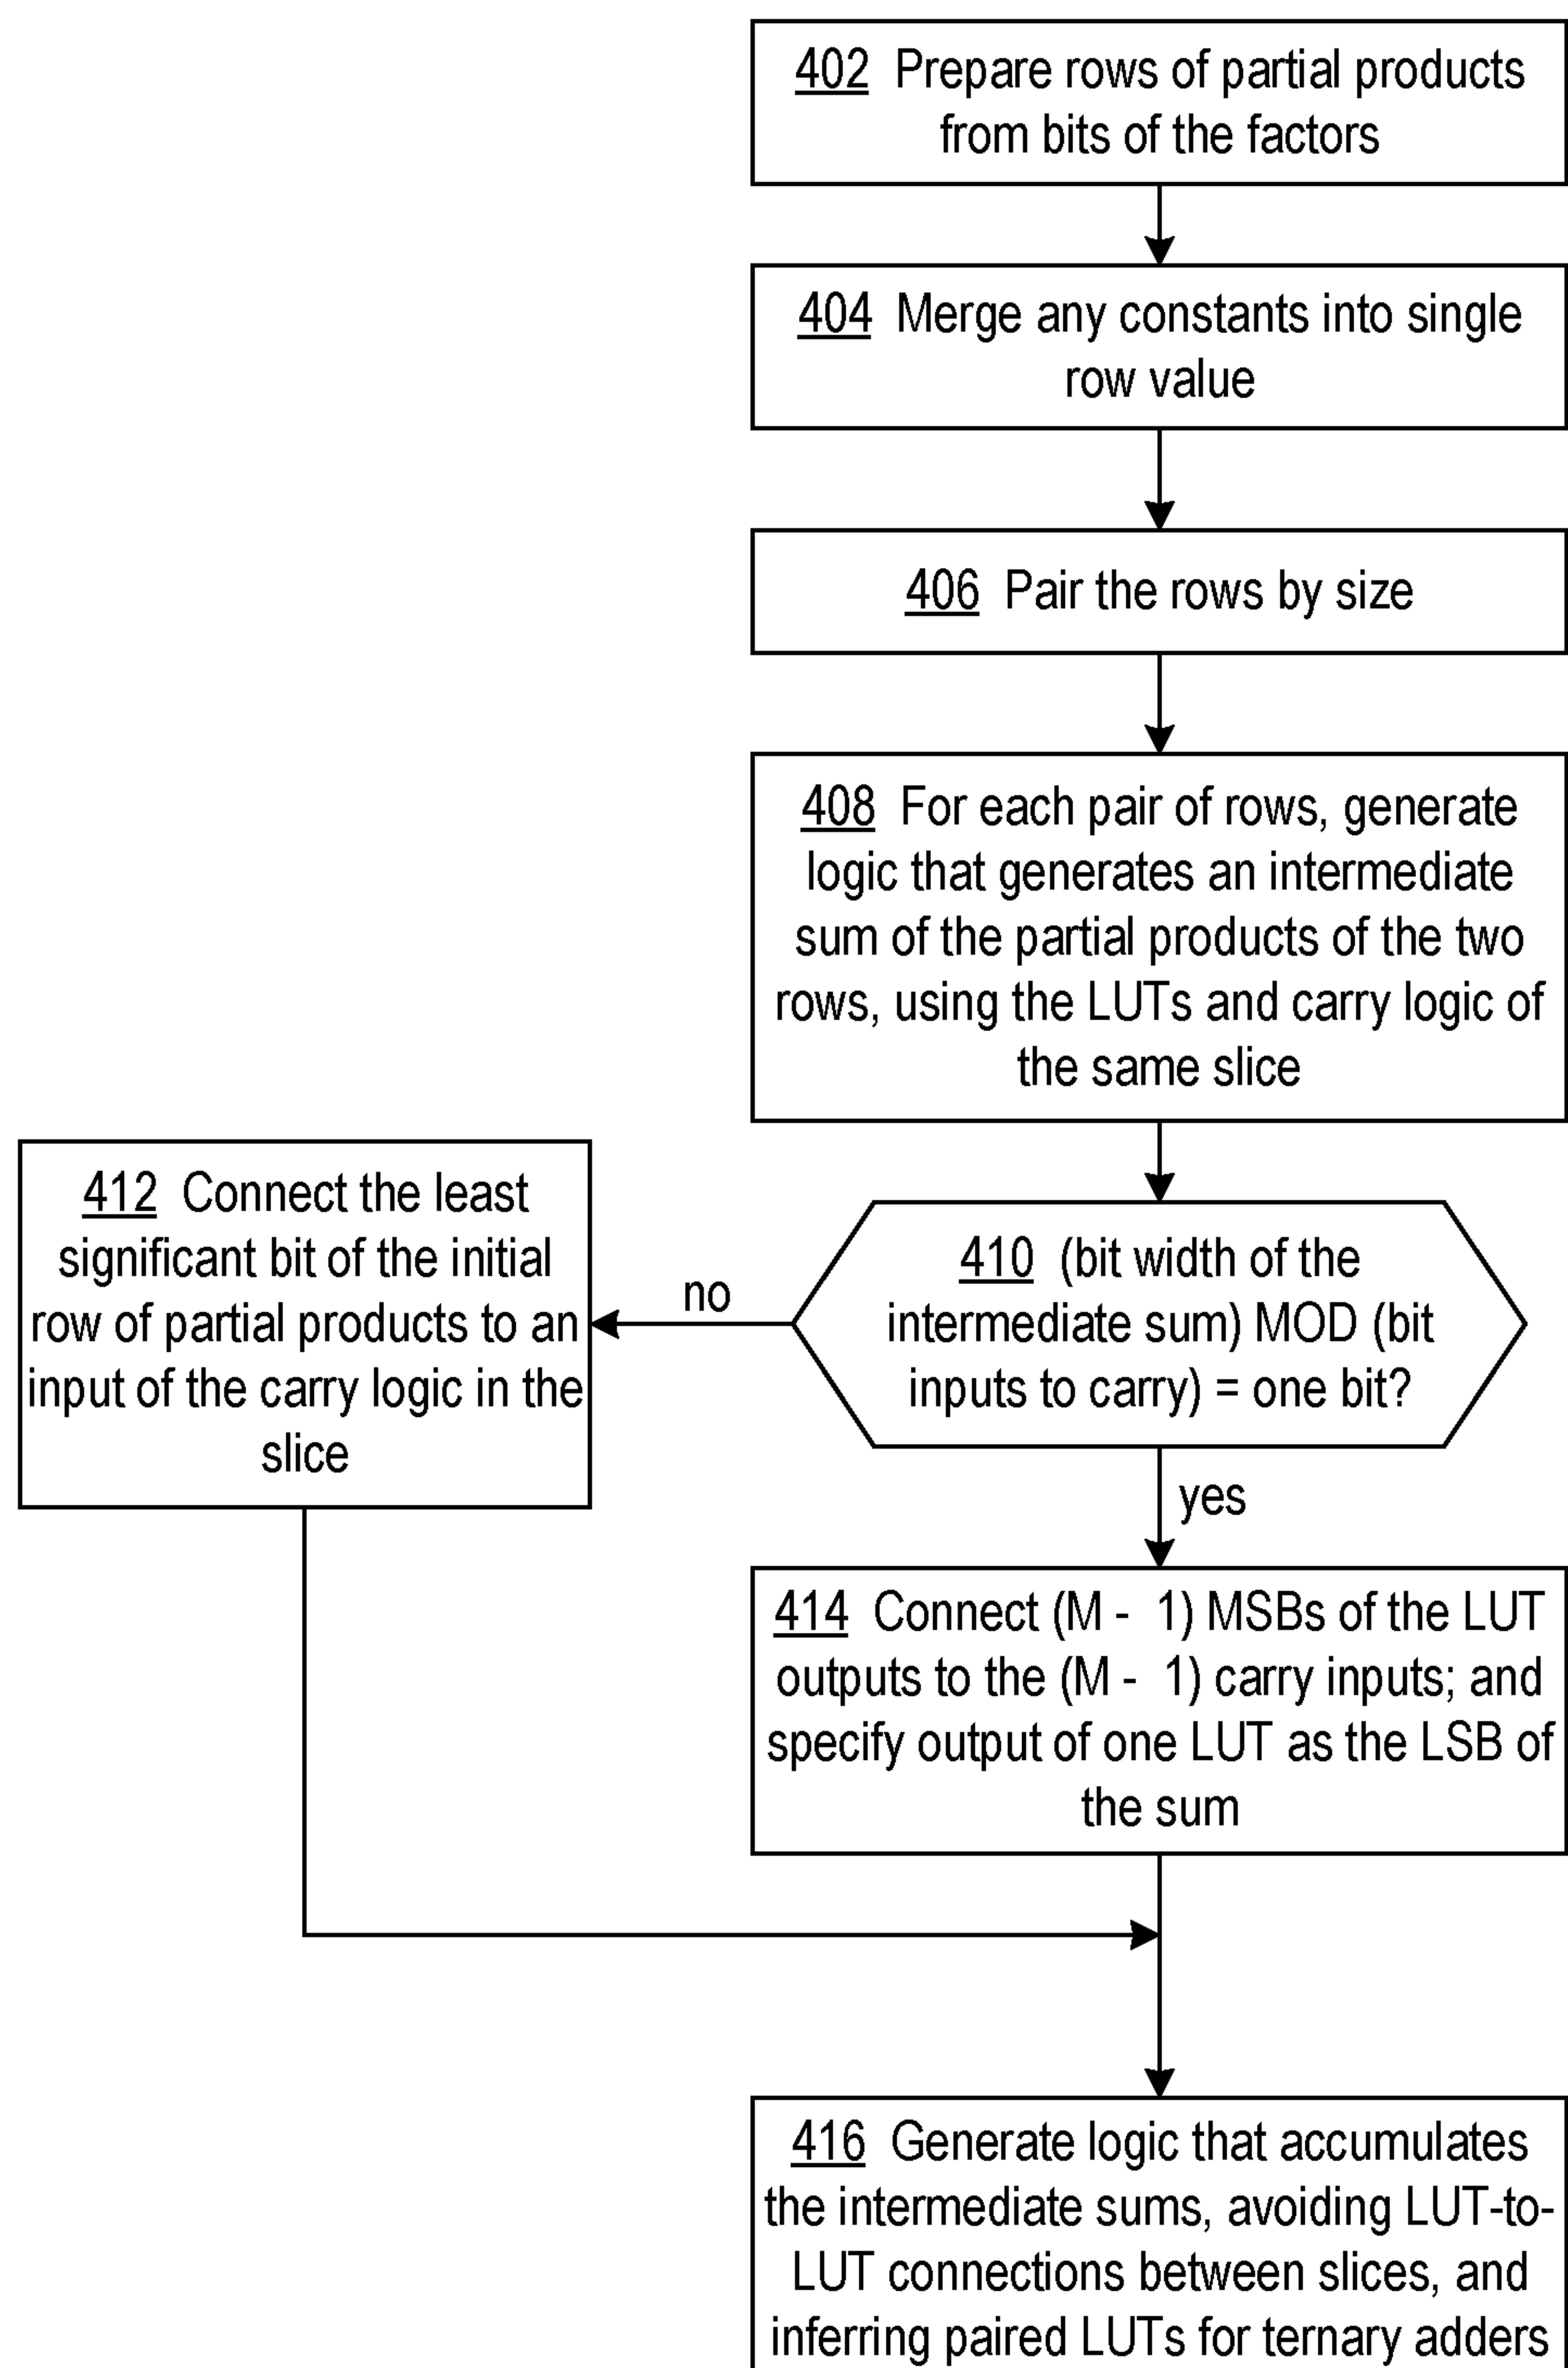 402 Prepare rows of partial products
from bits of the factors
404 Merge any constants into single
row value
406 Pair the rows by size
408 For each pair of rows, generate
logic that generates an intermediate
sum of the partial products of the two
rows, using the LUTs and carry logic of
the same slice
410 (bit width of the
intermediate sum) MOD (bit
inputs to carry) = one bit?
no
412 Connect the least
significant bit of the initial
row of partial products to an
input of the carry logic in the
slice
yes
414 Connect (M - 1) MSBs of the LUT
outputs to the (M - 1) carry inputs; and
specify output of one LUT as the LSB of
the sum
416 Generate logic that accumulates
the intermediate sums, avoiding LUT-to-
LUT connections between slices, and
inferring paired LUTs for ternary adders